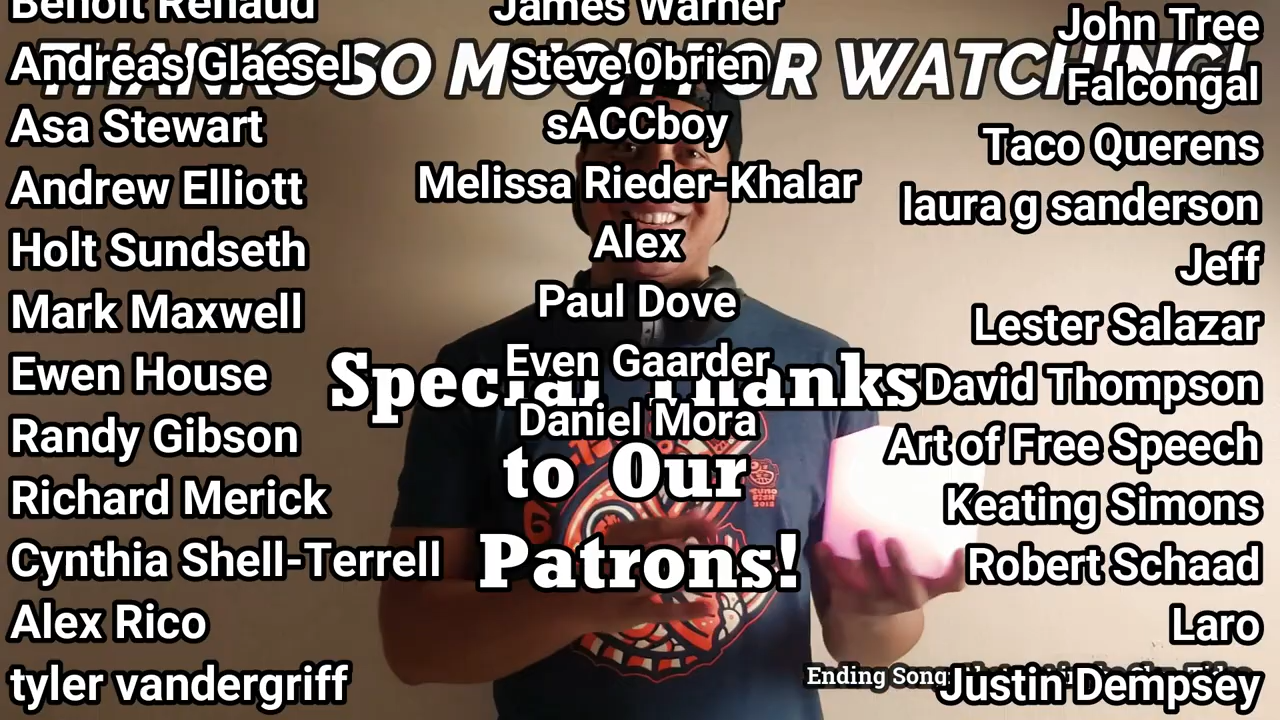 THANKS SO MUCH FOR WATCHING!
Benoit Renaud
Andreas Glaesel
Asa Stewart
Andrew Elliott
Holt Sundseth
Mark Maxwell
Ewen House
Randy Gibson
Richard Merick
Cynthia Shell-Terrell
Alex Rico
tyler vandergriff
James Warner
Steve Obrien
sACCboy
Melissa Rieder-Khalar
Alex
Paul Dove
Even Gaarder
Daniel Mora
Special Thanks
to Our
Patrons!
John Tree
Falcongal
Taco Querens
laura g sanderson
Jeff
Lester Salazar
David Thompson
Art of Free Speech
Keating Simons
Robert Schaad
Laro
Justin Dempsey
Ending Song